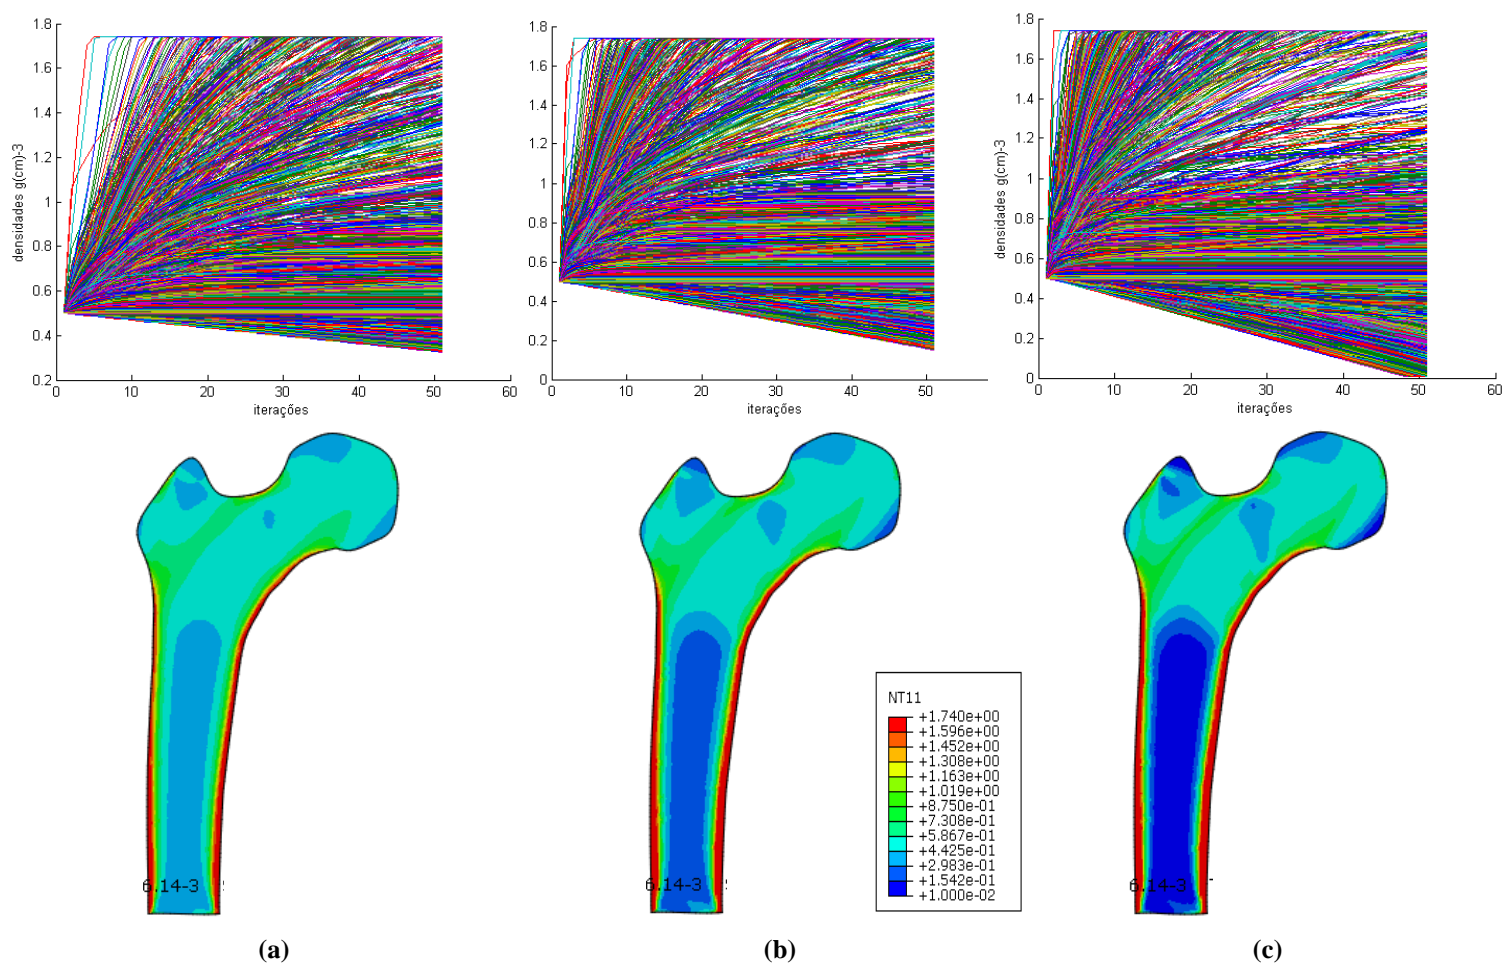 1.8
1.6
1.4
1.2
1
0.8
0.6
0.4
0.2
densidades g(cm)-3
0 10 20 30 40 50 60
iterações
1.8
1.6
1.4
1.2
1
0.8
0.6
0.4
0.2
0
0 10 20 30 40 50
iterações
1.8
1.6
1.4
1.2
1
0.8
0.6
0.4
0.2
0
densidades g(cm)-3
0 10 20 30 40 50 60
iterações
6.14-3
6.14-3
NT11
+1.740e+00
+1.596e+00
+1.452e+00
+1.308e+00
+1.163e+00
+1.019e+00
+8.750e-01
+7.308e-01
+5.867e-01
+4.425e-01
+2.983e-01
+1.542e-01
+1.000e-02
6.14-3
(a)
(b)
(c)